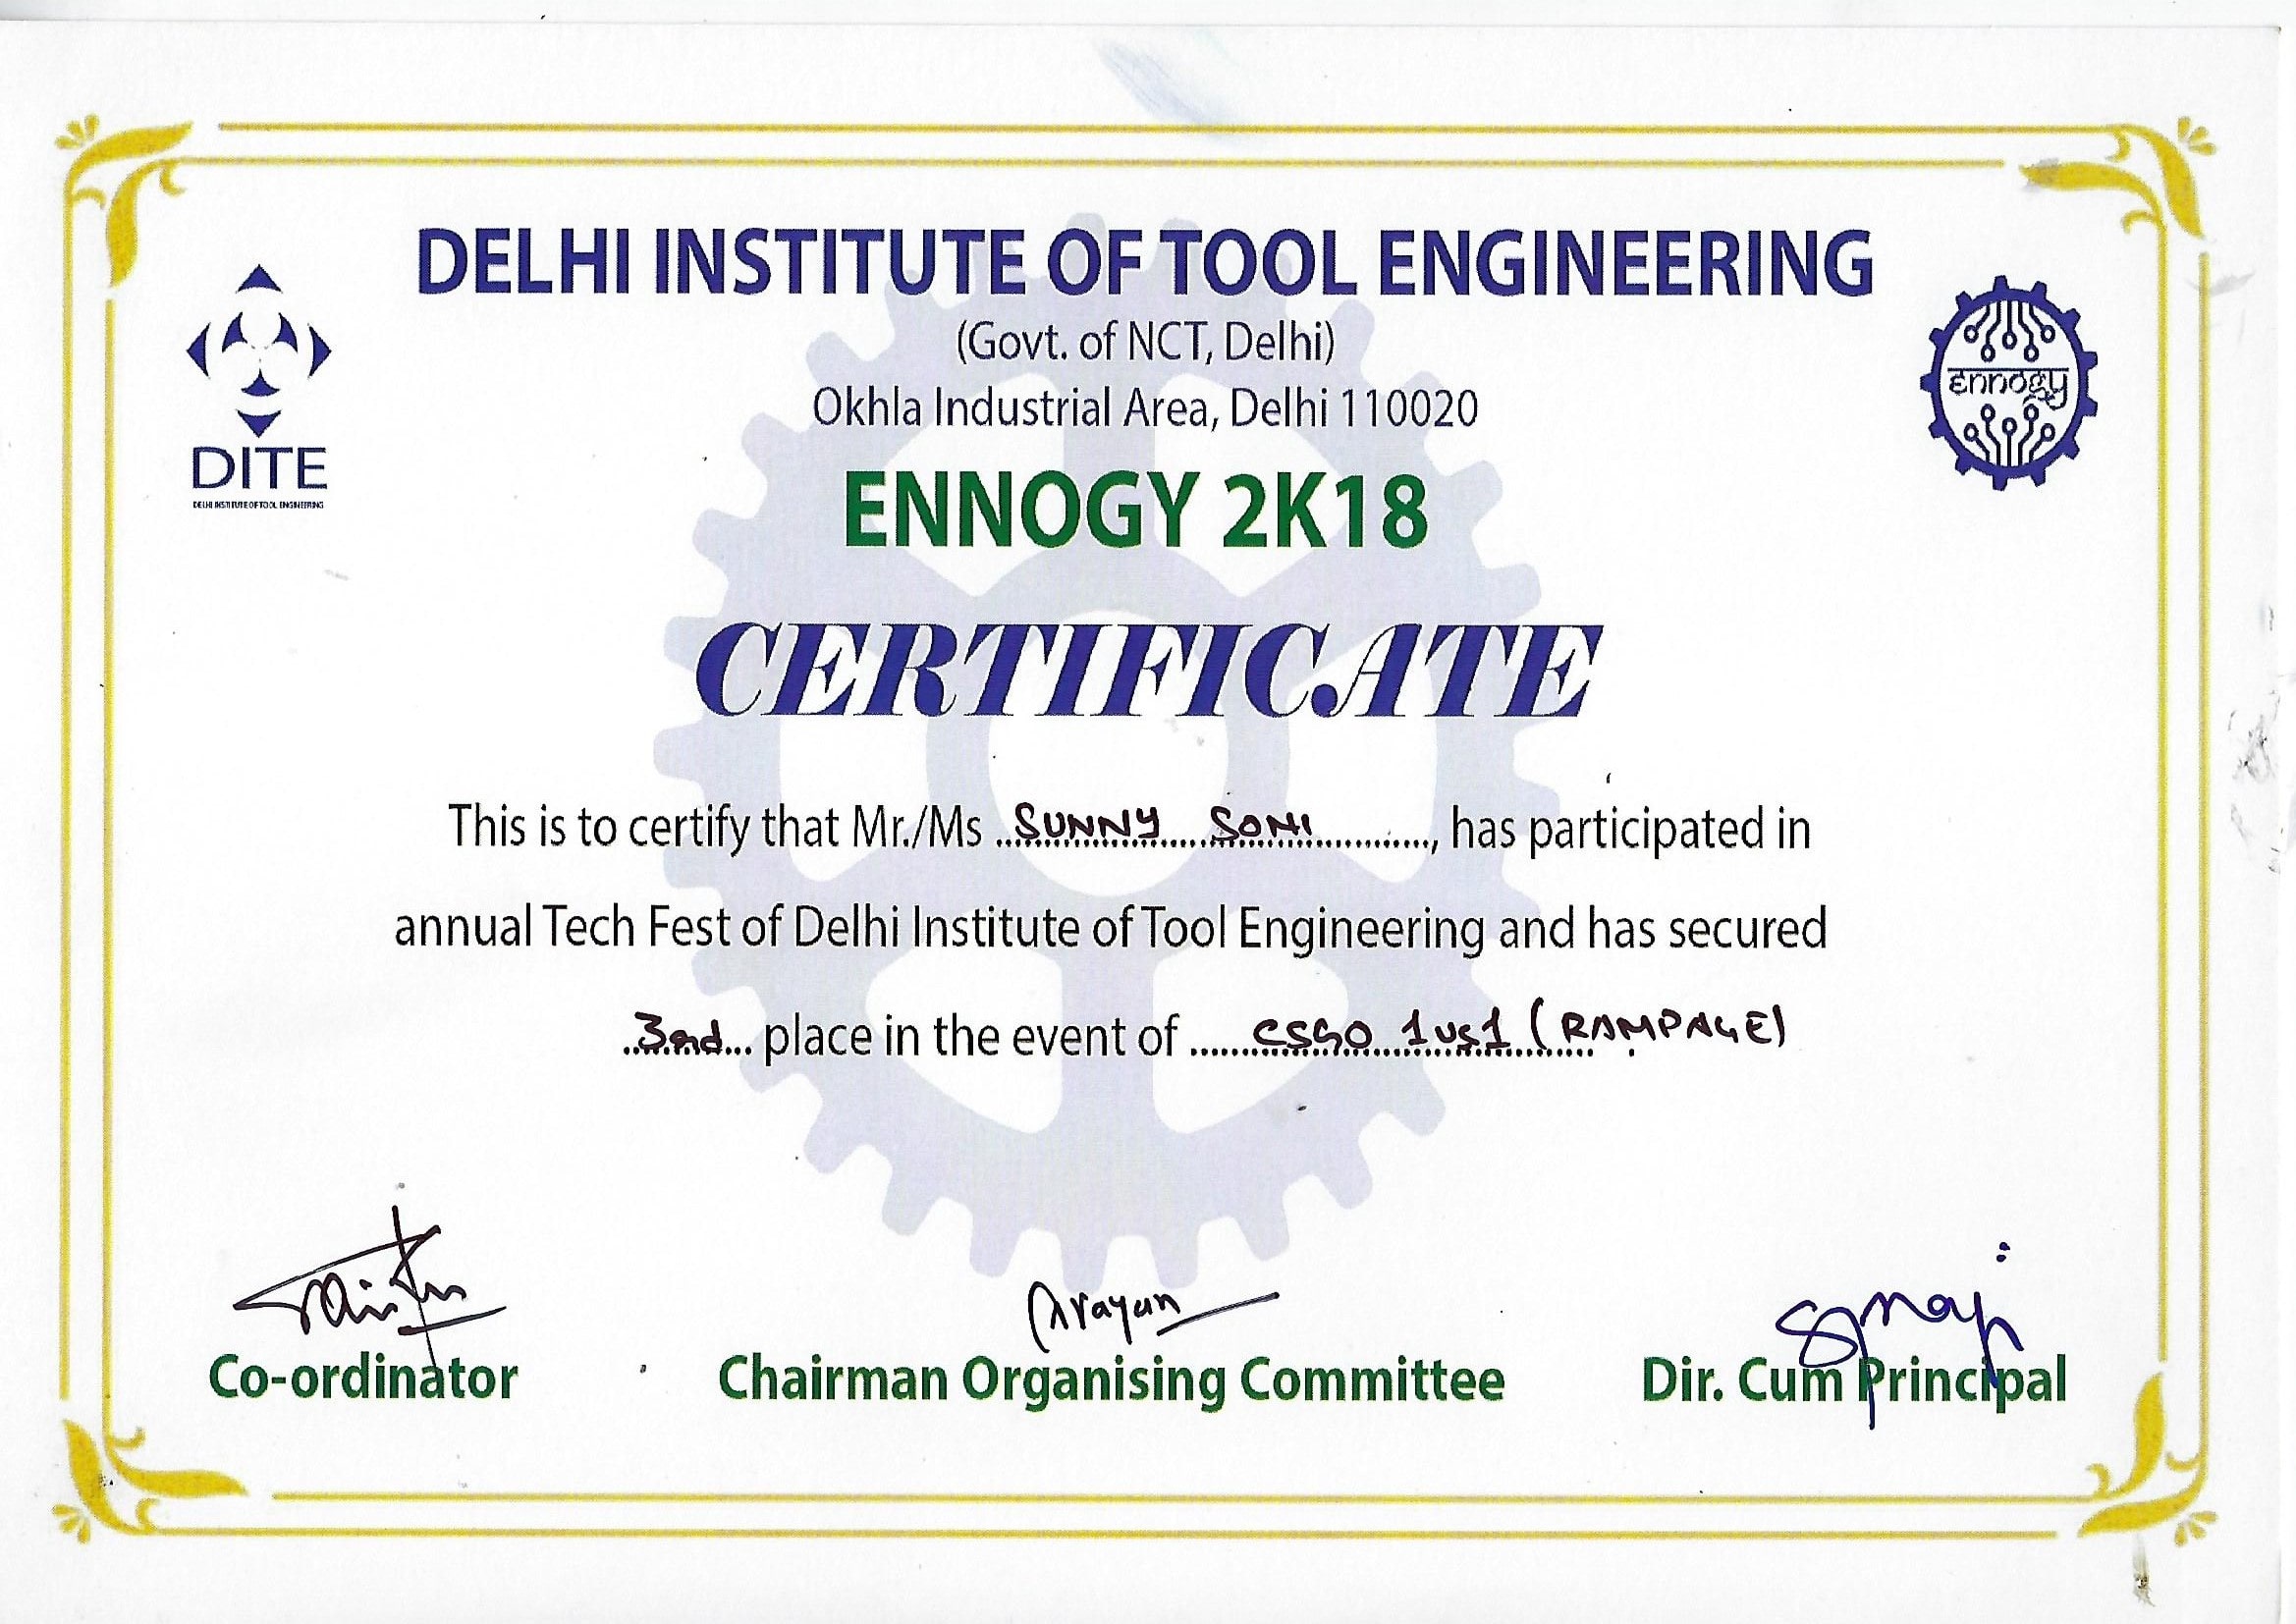 DELHI INSTITUTE OF TOOL ENGINEERING
(Govt. of NCT, Delhi)
Okhla Industrial Area, Delhi 110020
DITE
DELHI INSTITUTE OF TOOL ENGINEERING
ennogy
ENNOGY 2K18
CERTIFICATE
This is to certify that Mr./Ms SUNNY SONI, has participated in
annual Tech Fest of Delhi Institute of Tool Engineering and has secured
3rd place in the event of CSGO 1vs1 (RAMPAGE)
Co-ordinator
Chairman Organising Committee
Dir. Cum Principal